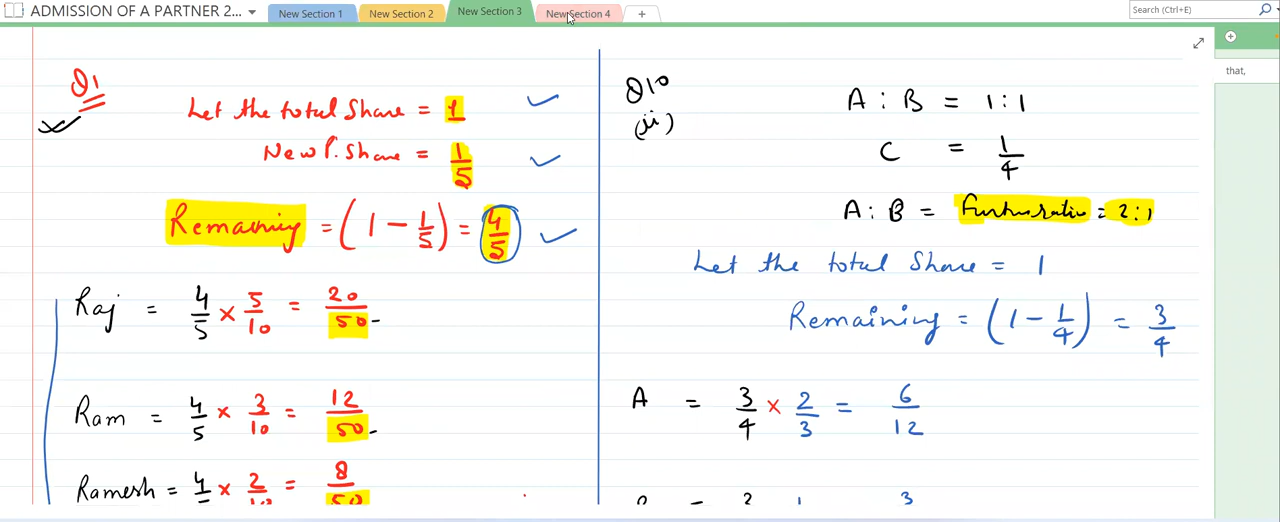 ADMISSION OF A PARTNER 2...
New Section 1
New Section 2
New Section 3
New Section 4
+
Search (Ctrl+E)
that,
Q1
Let the total Share = 1
New P. Share = 1/5
Remaining = (1 - 1/5) = 4/5
Raj = 4/5 × 5/10 = 20/50
Ram = 4/5 × 3/10 = 12/50
Ramesh = 4/5 × 2/10 = 8/50
Q10
(ii)
A : B = 1:1
C = 1/4
A : B = = 2:1
Let the total Share = 1
Remaining = (1 - 1/4) = 3/4
A = 3/4 × 2/3 = 6/12